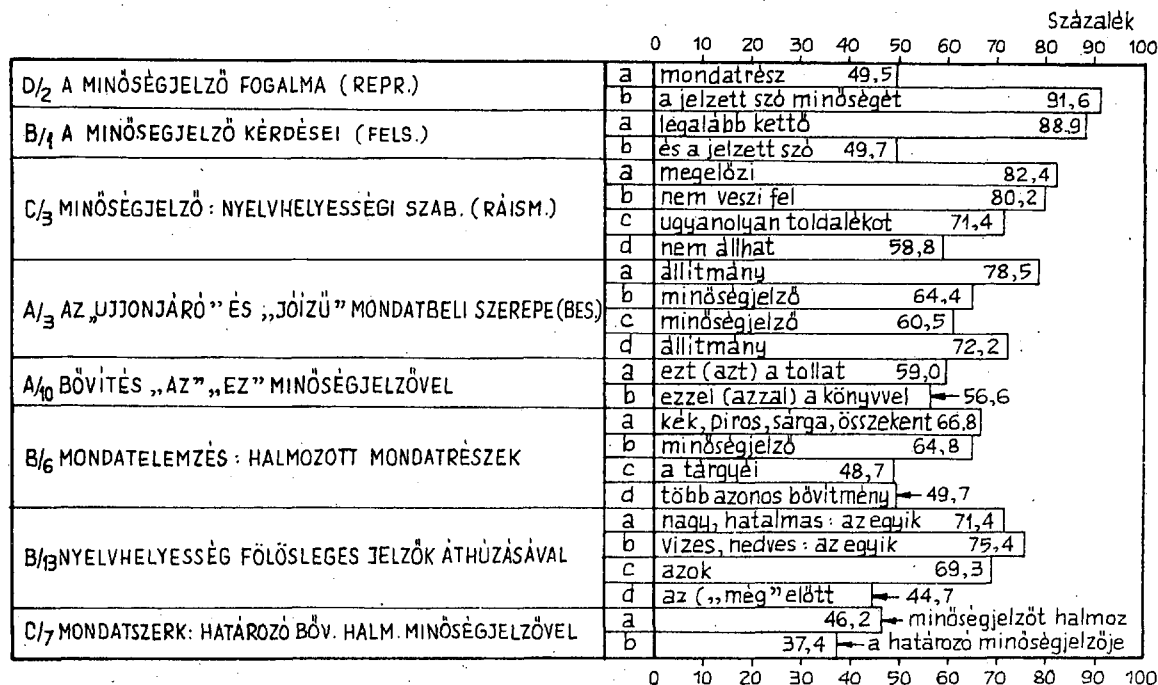 Százalék
0 10 20 30 40 50 60 70 80 90 100
D/2 A MINŐSÉGJELZŐ FOGALMA (REPR.)
a mondatrész 49,5
b a jelzett szó minőségét 91,6
B/1 A MINŐSÉGJELZŐ KÉRDÉSEI (FELS.)
a legalább kettő 88.9
b és a jelzett szó 49,7
C/3 MINŐSÉGJELZŐ: NYELVHELYESSÉGI SZAB. (RÁISM.)
a megelőzi 82,4
b nem veszi fel 80,2
c ugyanolyan toldalékot 71,4
d nem állhat 58,8
A/3 AZ „UJJONJÁRÓ” ÉS „JÓÍZŰ” MONDATBELI SZEREPE (BES.)
a állítmány 78,5
b minőségjelző 64,4
c minőségjelző 60,5
d állítmány 72,2
A/10 BŐVÍTÉS „AZ” „EZ” MINŐSÉGJELZŐVEL
a ezt (azt) a tollat 59,0
b ezzel (azzal) a könyvvel 56,6
B/6 MONDATELEMZÉS: HALMOZOTT MONDATRÉSZEK
a kék, piros, sárga, összekent 66.8
b minőségjelző 64,8
c a tárgyéi 48,7
d több azonos bővítmény 49,7
B/13 NYELVHELYESSÉG FÖLÖSLEGES JELZŐK ÁTHÚZÁSÁVAL
a nagy, hatalmas: az egyik 71,4
b vizes, nedves: az egyik 75,4
c azok 69,3
d az („még” előtt 44,7
C/7 MONDATSZERK: HATÁROZÓ BŐV. HALM. MINŐSÉGJELZŐVEL
a 46,2 minőségjelzőt halmoz
b 37,4 a határozó minőségjelzője
0 10 20 30 40 50 60 70 80 90 100